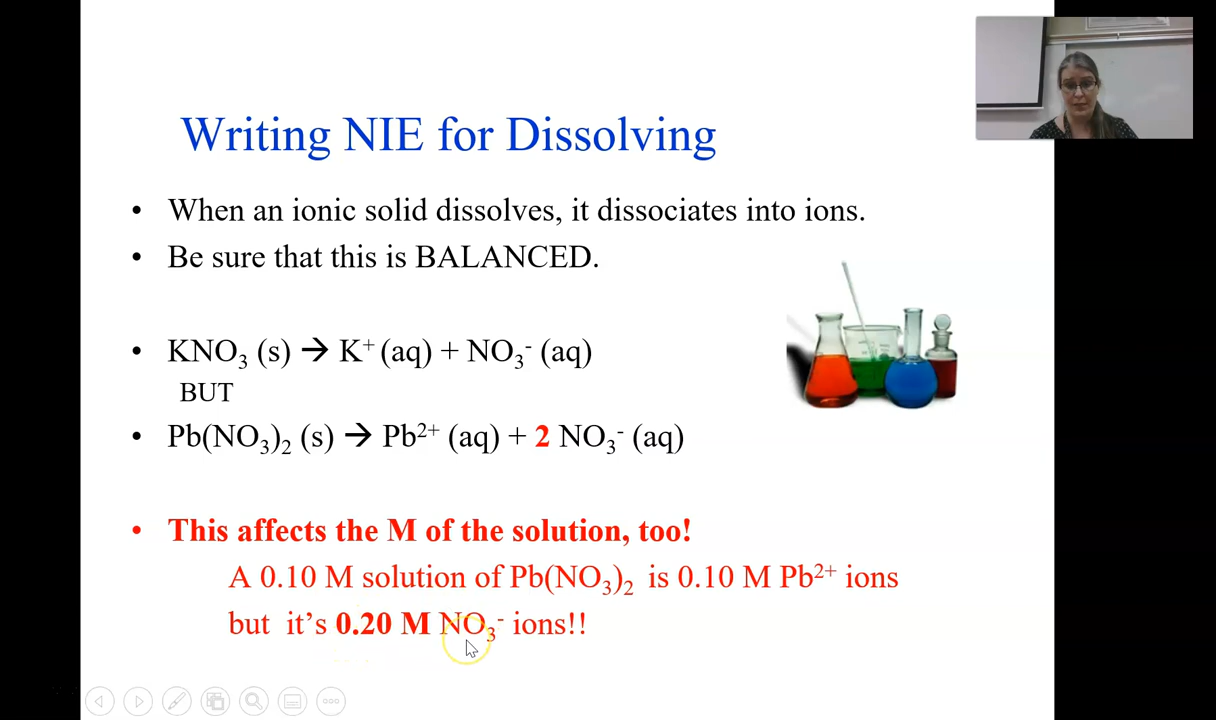 Writing NIE for Dissolving
• When an ionic solid dissolves, it dissociates into ions.
• Be sure that this is BALANCED.
• KNO₃ (s) → K⁺ (aq) + NO₃⁻ (aq)
BUT
• Pb(NO₃)₂ (s) → Pb²⁺ (aq) + 2 NO₃⁻ (aq)
• This affects the M of the solution, too!
A 0.10 M solution of Pb(NO₃)₂ is 0.10 M Pb²⁺ ions
but it’s 0.20 M NO₃⁻ ions!!